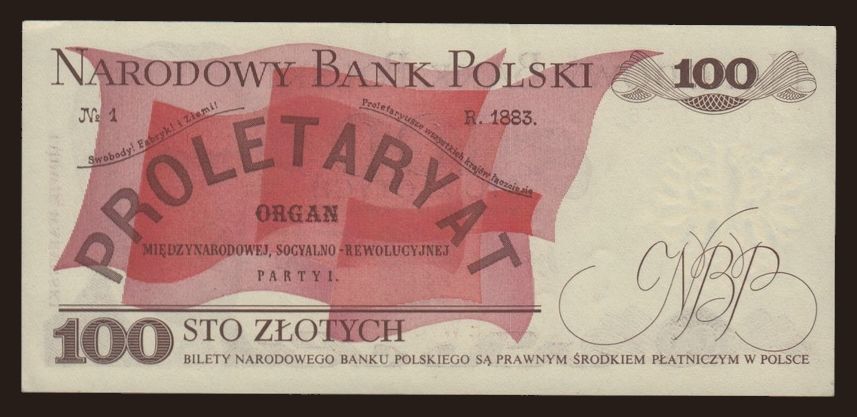 NARODOWY BANK POLSKI
100
№ 1
R. 1883.
Swobody! Fabryk! i Ziemi!
Proletaryusze wszystkich krajów łączcie się
PROLETARYAT
ORGAN
MIĘDZYNARODOWEJ, SOCYALNO-REWOLUCYJNEJ
PARTYI.
NBP
100
STO ZŁOTYCH
BILETY NARODOWEGO BANKU POLSKIEGO SĄ PRAWNYM ŚRODKIEM PŁATNICZYM W POLSCE